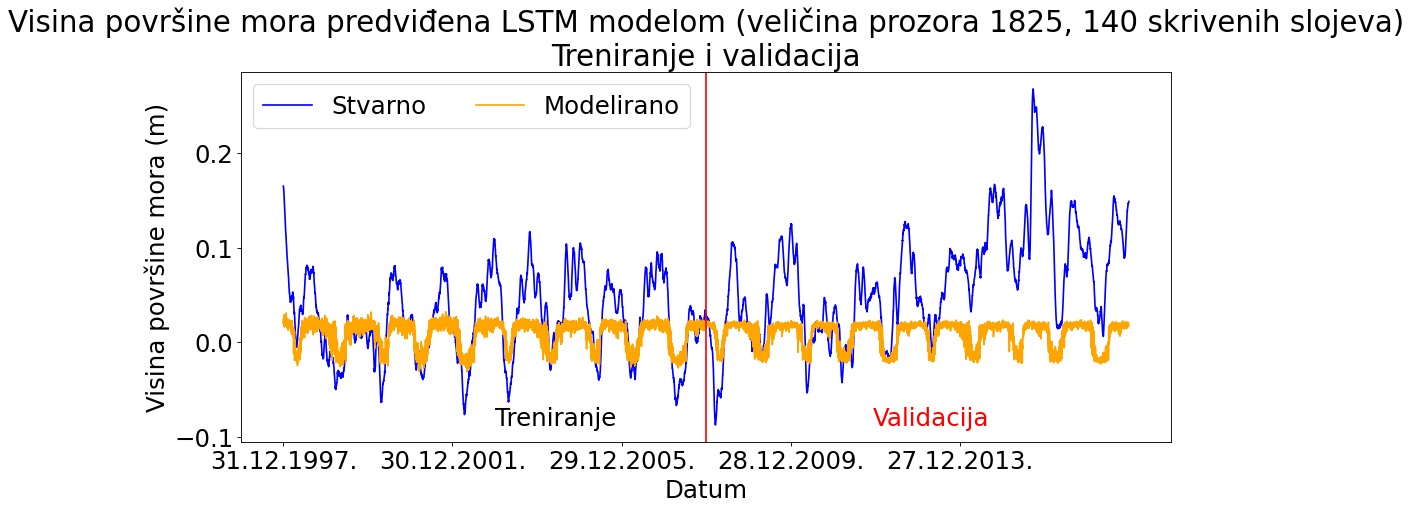 Visina površine mora predviđena LSTM modelom (veličina prozora 1825, 140 skrivenih slojeva)
Treniranje i validacija
Stvarno
Modelirano
Visina površine mora (m)
0.2
0.1
0.0
−0.1
Treniranje
Validacija
31.12.1997.
30.12.2001.
29.12.2005.
28.12.2009.
27.12.2013.
Datum